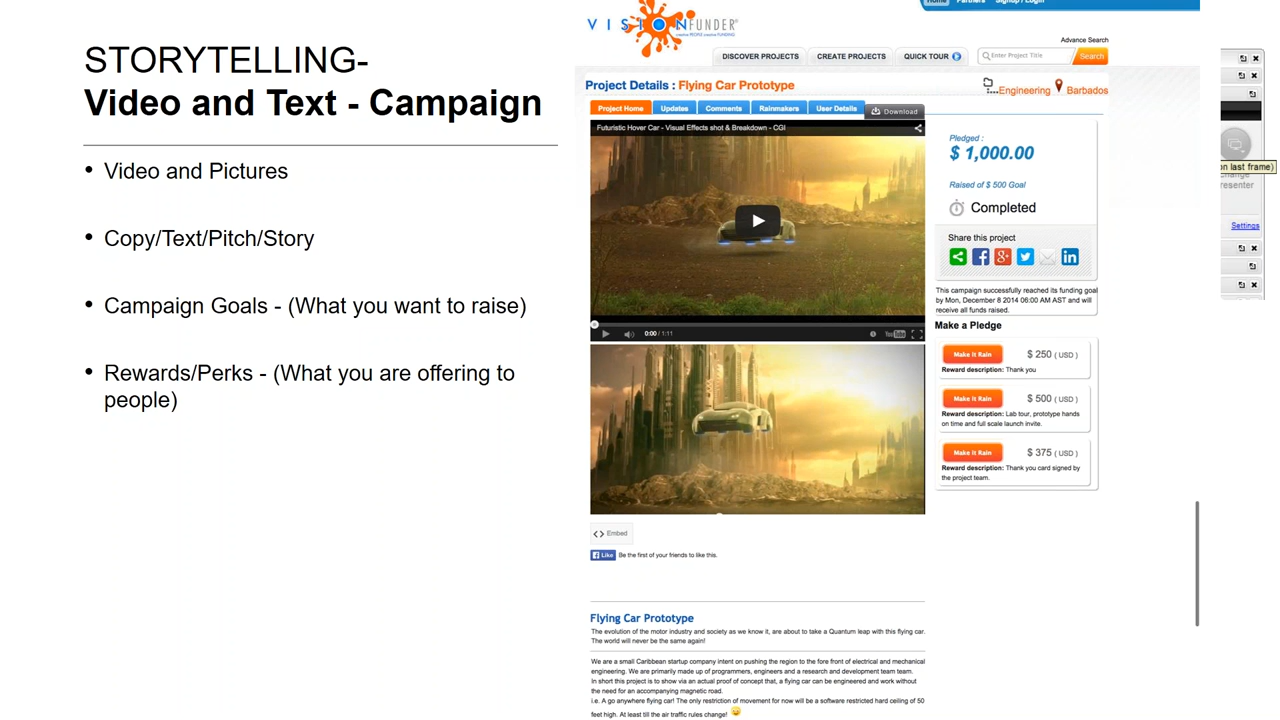 STORYTELLING-
Video and Text - Campaign
• Video and Pictures
• Copy/Text/Pitch/Story
• Campaign Goals - (What you want to raise)
• Rewards/Perks - (What you are offering to
people)
VISIONFUNDER
creative PEOPLE creative FUNDING
Home Partners Signup / Login
Advance Search
DISCOVER PROJECTS CREATE PROJECTS QUICK TOUR
Enter Project Title Search
Project Details : Flying Car Prototype
Engineering Barbados
Project Home Updates Comments Rainmakers User Details Download
Futuristic Hover Car - Visual Effects shot & Breakdown - CGI
0:00 / 1:11
YouTube
Pledged :
$ 1,000.00
Raised of $ 500 Goal
Completed
Share this project
This campaign successfully reached its funding goal
by Mon, December 8 2014 06:00 AM AST and will
receive all funds raised.
Make a Pledge
Make it Rain $ 250 ( USD )
Reward description: Thank you
Make it Rain $ 500 ( USD )
Reward description: Lab tour, prototype hands
on time and full scale launch invite.
Make it Rain $ 375 ( USD )
Reward description: Thank you card signed by
the project team.
Embed
Like Be the first of your friends to like this.
Flying Car Prototype
The evolution of the motor industry and society as we know it, are about to take a Quantum leap with this flying car.
The world will never be the same again!
We are a small Caribbean startup company intent on pushing the region to the fore front of electrical and mechanical
engineering. We are primarily made up of programmers, engineers and a research and development team team.
In short this project is to show via an actual proof of concept that, a flying car can be engineered and work without
the need for an accompanying magnetic road.
i.e. A go anywhere flying car! The only restriction of movement for now will be a software restricted hard ceiling of 50
feet high. At least till the air traffic rules change!
on last frame)
Settings